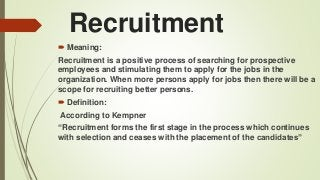 Recruitment
Meaning:
Recruitment is a positive process of searching for prospective
employees and stimulating them to apply for the jobs in the
organization. When more persons apply for jobs then there will be a
scope for recruiting better persons.
Definition:
According to Kempner
“Recruitment forms the first stage in the process which continues
with selection and ceases with the placement of the candidates”